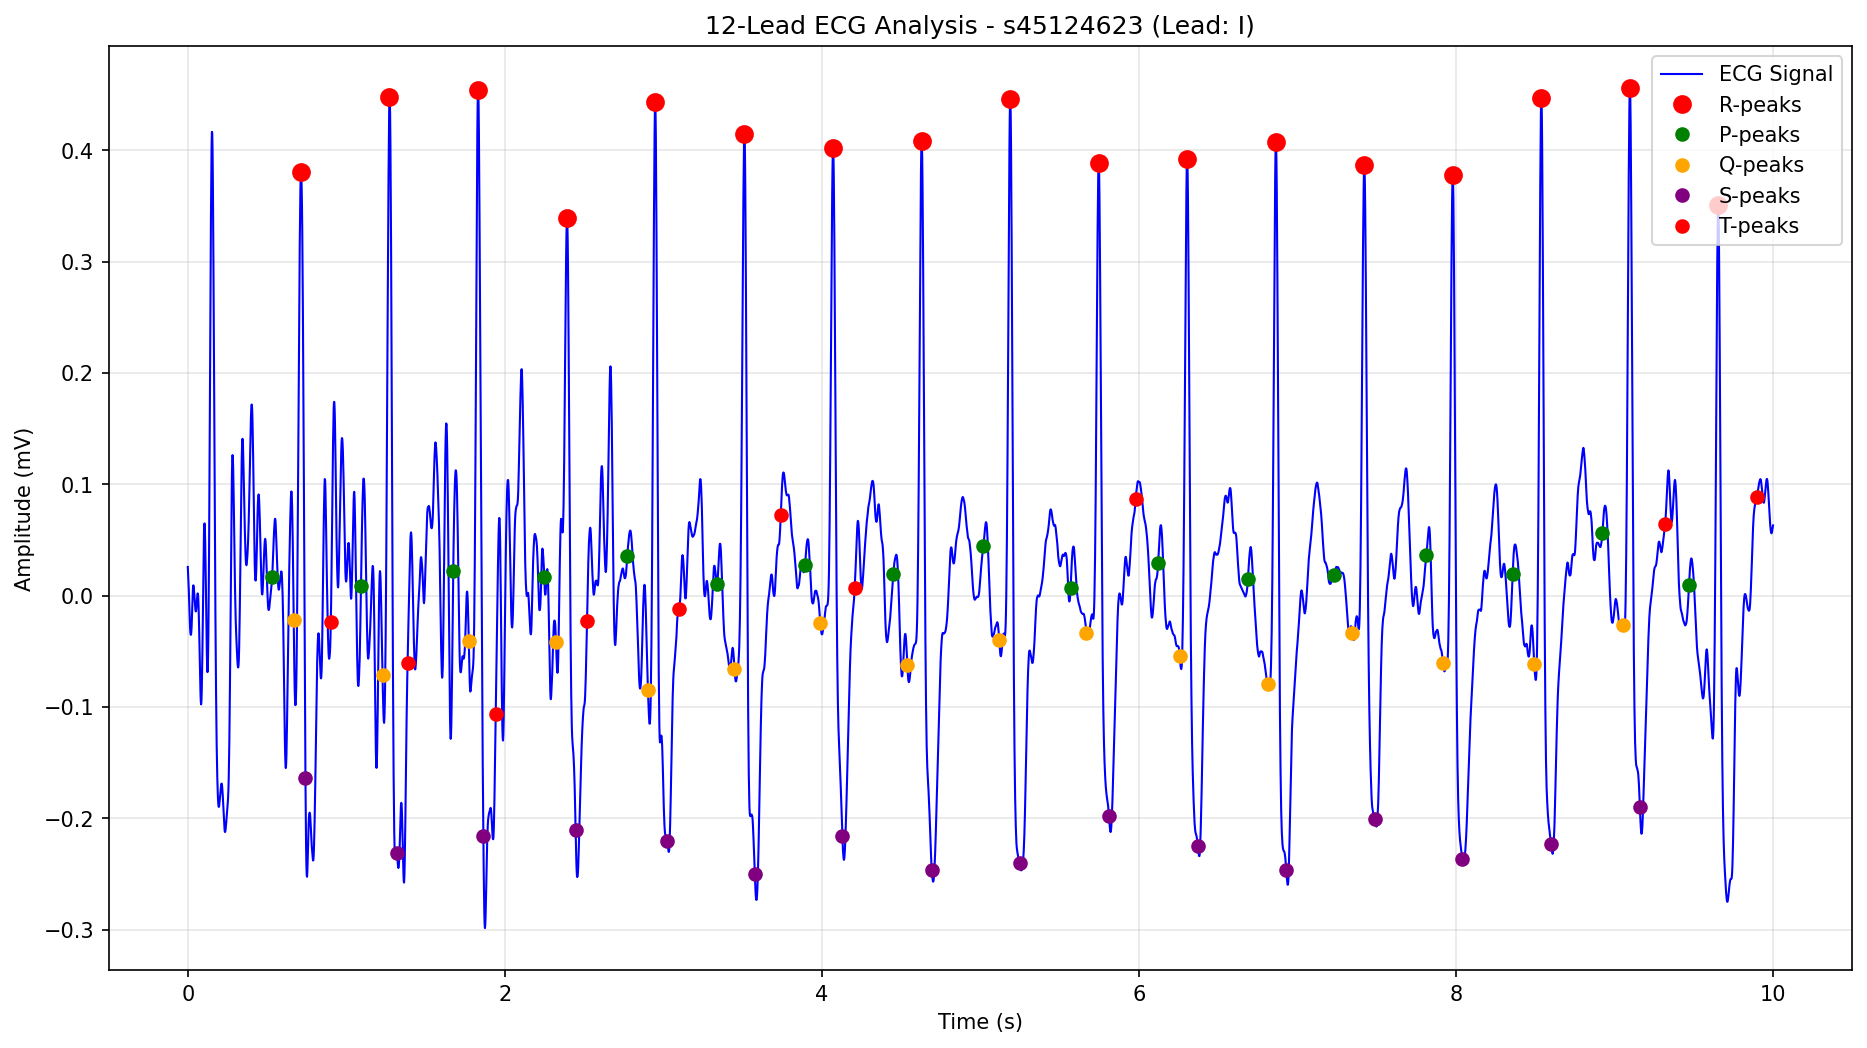 12-Lead ECG Analysis - s45124623 (Lead: I)
ECG Signal
R-peaks
P-peaks
Q-peaks
S-peaks
T-peaks
Amplitude (mV)
0.4
0.3
0.2
0.1
0.0
−0.1
−0.2
−0.3
0
2
4
6
8
10
Time (s)